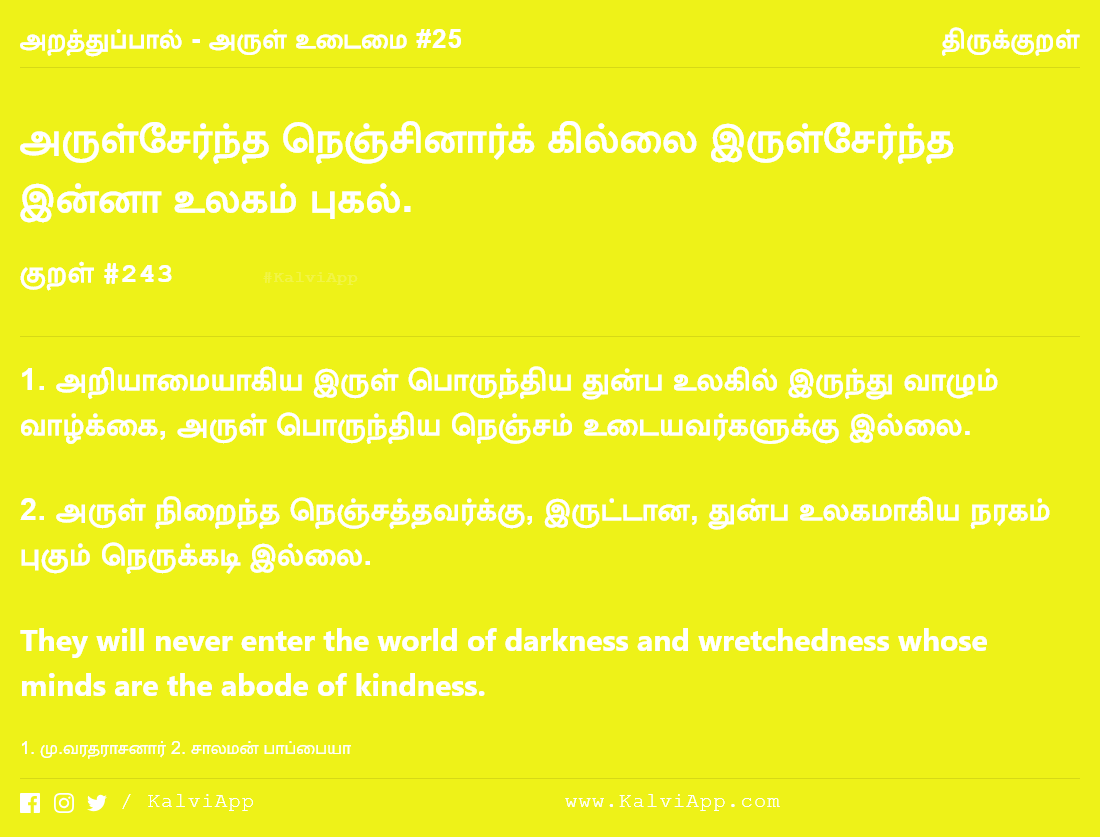 அறத்துப்பால் - அருள் உடைமை #25
திருக்குறள்
அருள்சேர்ந்த நெஞ்சினார்க் கில்லை இருள்சேர்ந்த
இன்னா உலகம் புகல்.
குறள் #243
#KalviApp
1. அறியாமையாகிய இருள் பொருந்திய துன்ப உலகில் இருந்து வாழும்
வாழ்க்கை, அருள் பொருந்திய நெஞ்சம் உடையவர்களுக்கு இல்லை.
2. அருள் நிறைந்த நெஞ்சத்தவர்க்கு, இருட்டான, துன்ப உலகமாகிய நரகம்
புகும் நெருக்கடி இல்லை.
They will never enter the world of darkness and wretchedness whose
minds are the abode of kindness.
1. மு.வரதராசனார் 2. சாலமன் பாப்பையா
/ KalviApp
www.KalviApp.com